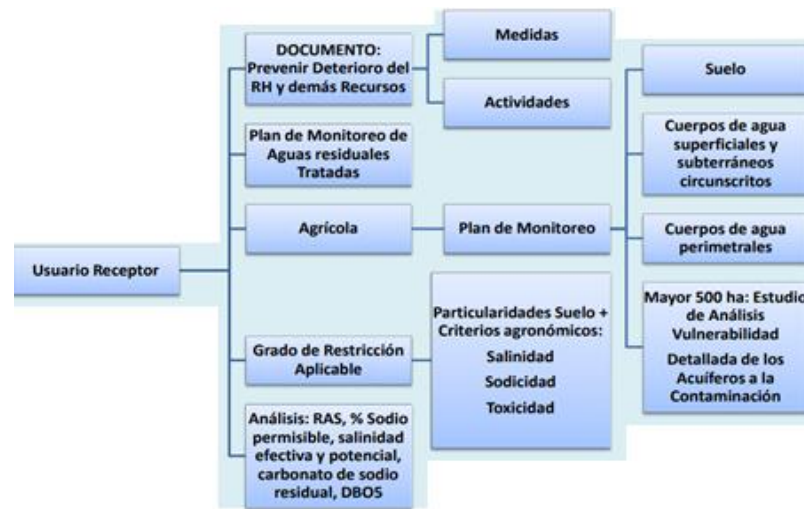 Usuario Receptor
DOCUMENTO:
Prevenir Deterioro del
RH y demás Recursos
Medidas
Actividades
Plan de Monitoreo de
Aguas residuales
Tratadas
Agrícola
Plan de Monitoreo
Suelo
Cuerpos de agua
superficiales y
subterráneos
circunscritos
Cuerpos de agua
perimetrales
Mayor 500 ha: Estudio
de Análisis
Vulnerabilidad
Detallada de los
Acuíferos a la
Contaminación
Grado de Restricción
Aplicable
Particularidades Suelo +
Criterios agronómicos:
Salinidad
Sodicidad
Toxicidad
Análisis: RAS, % Sodio
permisible, salinidad
efectiva y potencial,
carbonato de sodio
residual, DBO5